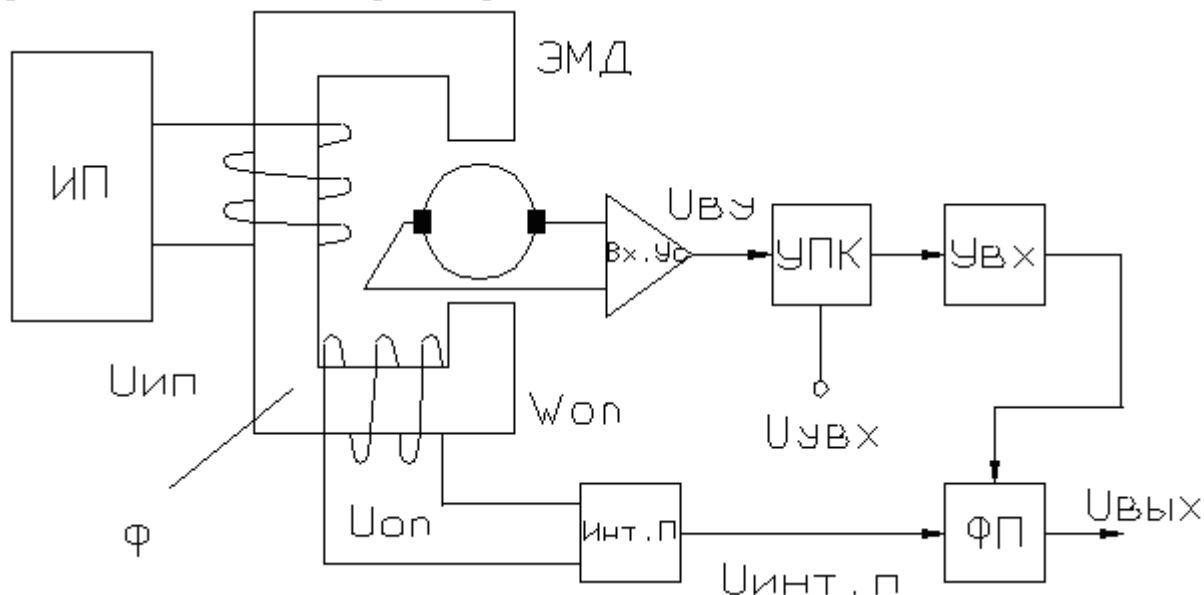 ЭМД
ИП
Uву
Вх.Ус
УПК
Увх
Uип
Wоп
Uувх
Ф
Uоп
Инт.П
Uинт.п
ФП
Uвых